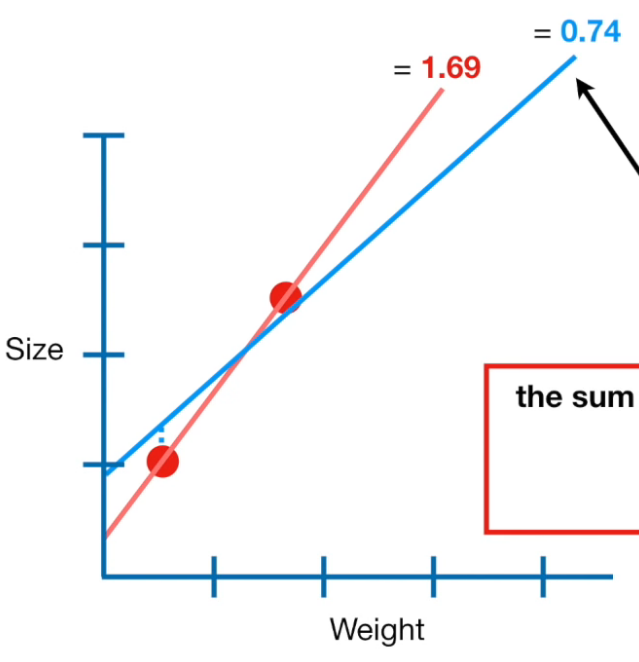 = 0.74
= 1.69
Size
the sum
Weight